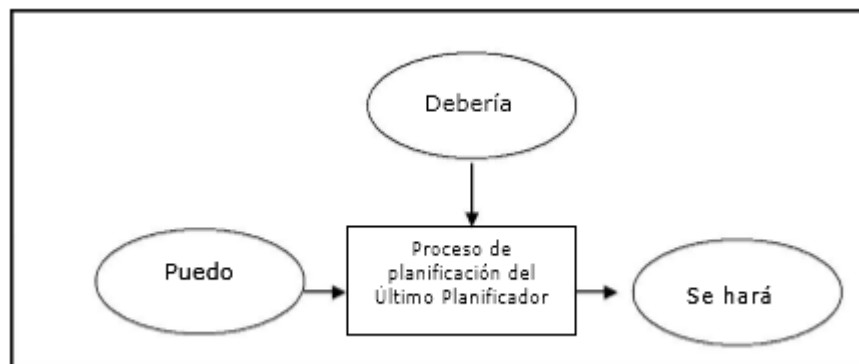 Debería
Puedo
Proceso de
planificación del
Último Planificador
Se hará